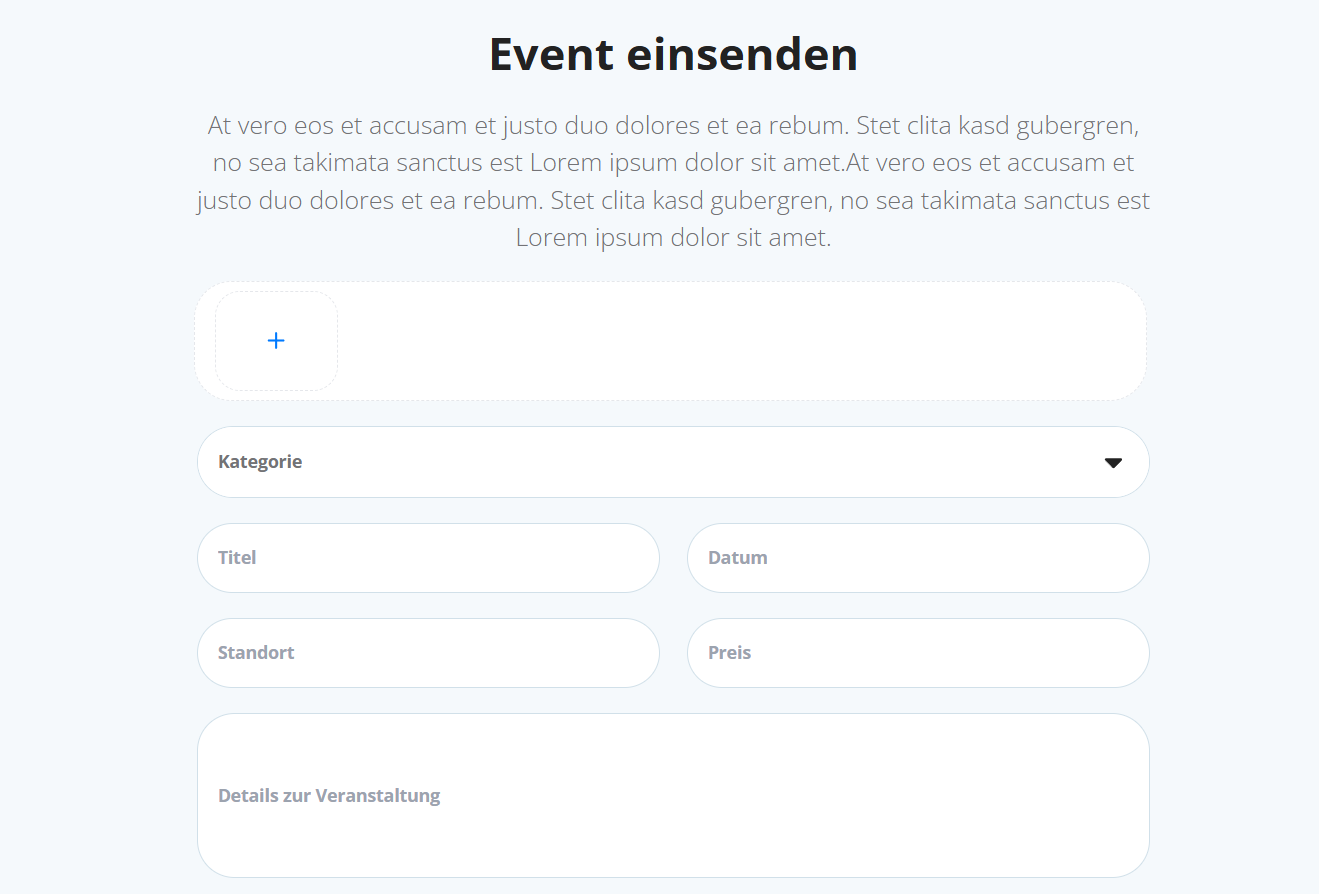 Event einsenden
At vero eos et accusam et justo duo dolores et ea rebum. Stet clita kasd gubergren,
no sea takimata sanctus est Lorem ipsum dolor sit amet.At vero eos et accusam et
justo duo dolores et ea rebum. Stet clita kasd gubergren, no sea takimata sanctus est
Lorem ipsum dolor sit amet.
+
Kategorie
Titel
Datum
Standort
Preis
Details zur Veranstaltung